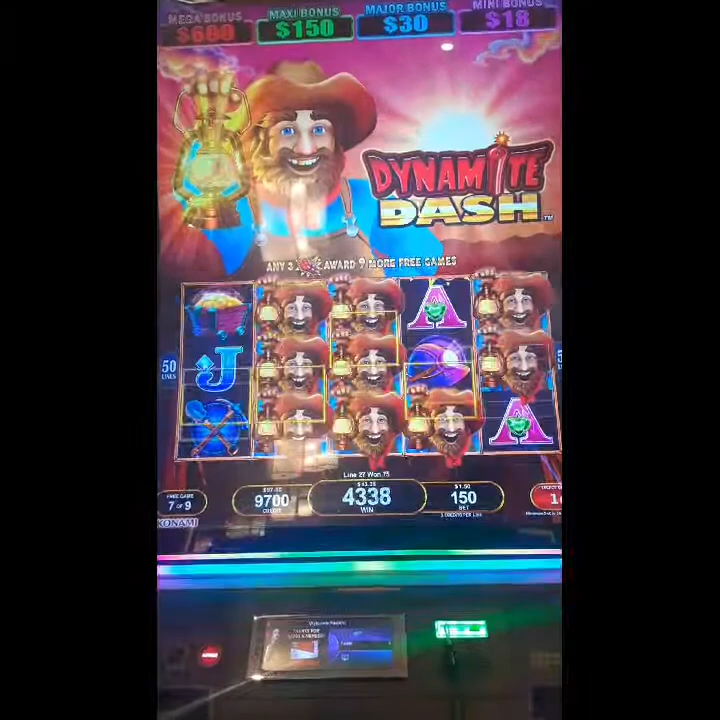 MEGA BONUS MAXI BONUS MAJOR BONUS MINI BONUS
$600 $150 $30 $18
DYNAMITE
DASH
ANY 3 AWARD 9 MORE FREE GAMES
A
50
LINES
J
A
Line 27 Won 75
FREE GAME
7 OF 9
9700
CREDIT
$43.38
4338
WIN
$1.50
150
BET
KONAMI